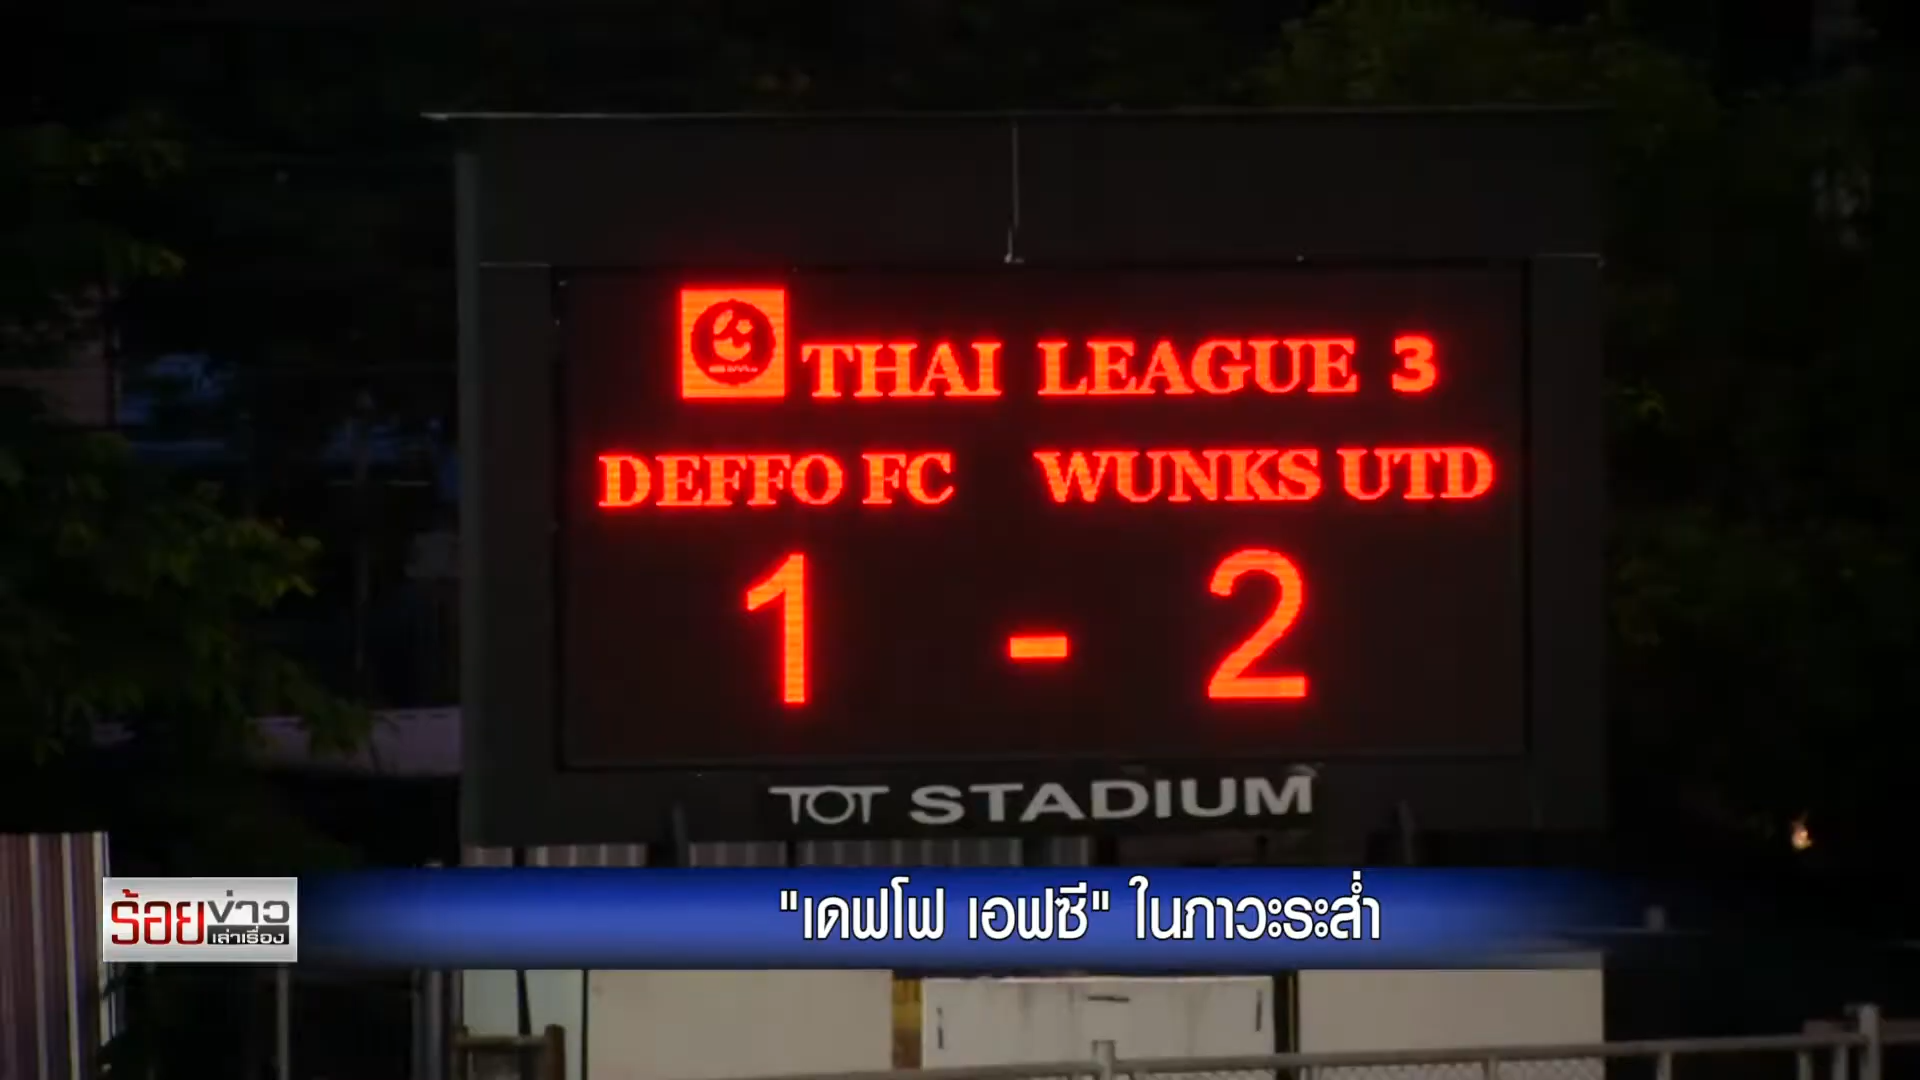 THAI LEAGUE 3
DEFFO FC WUNKS UTD
1 - 2
TOT STADIUM
ร้อยข่าว
เล่าเรื่อง
"เดฟโฟ เอฟซี" ในภาวะระส่ำ